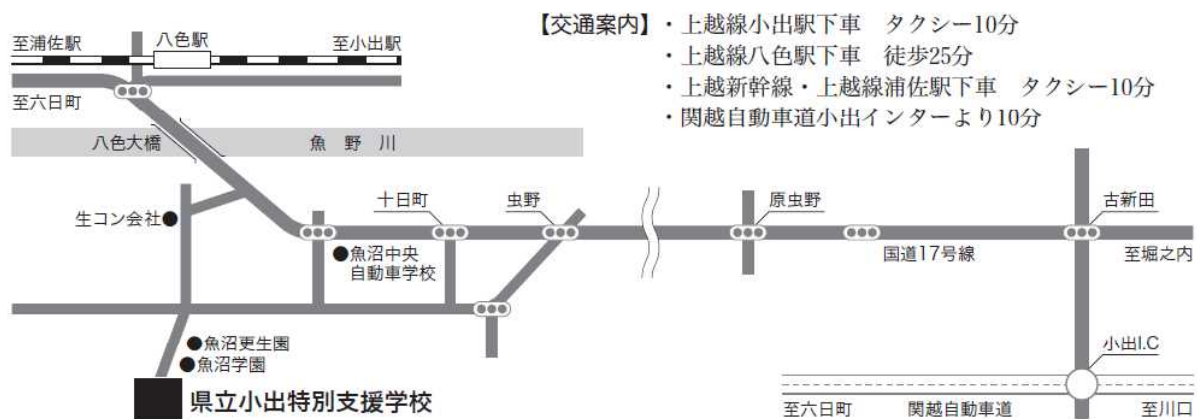 【交通案内】・上越線小出駅下車　タクシー10分
・上越線八色駅下車　徒歩25分
・上越新幹線・上越線浦佐駅下車　タクシー10分
・関越自動車道小出インターより10分
至浦佐駅
八色駅
至小出駅
至六日町
八色大橋
魚野川
生コン会社
十日町
虫野
原虫野
古新田
魚沼中央
自動車学校
国道17号線
至堀之内
魚沼更生園
魚沼学園
県立小出特別支援学校
小出I.C
至六日町
関越自動車道
至川口